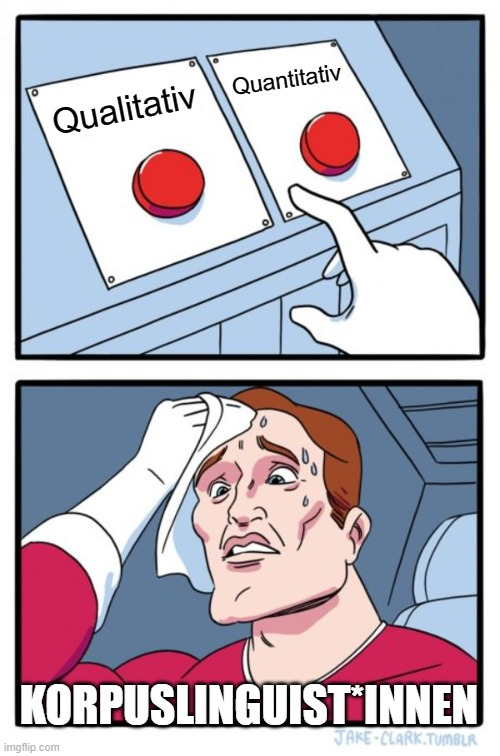 Qualitativ
Quantitativ
KORPUSLINGUIST*INNEN
JAKE-CLARK.TUMBLR
imgflip.com